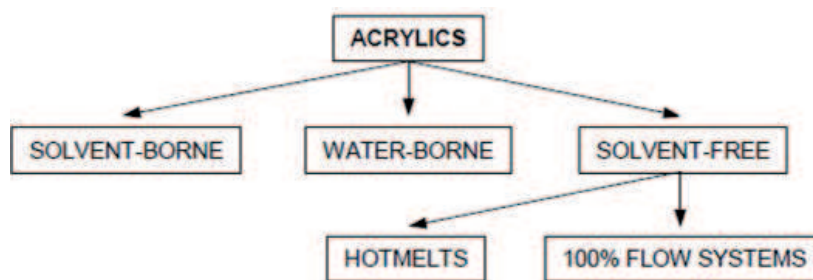 ACRYLICS
SOLVENT-BORNE
WATER-BORNE
SOLVENT-FREE
HOTMELTS
100% FLOW SYSTEMS